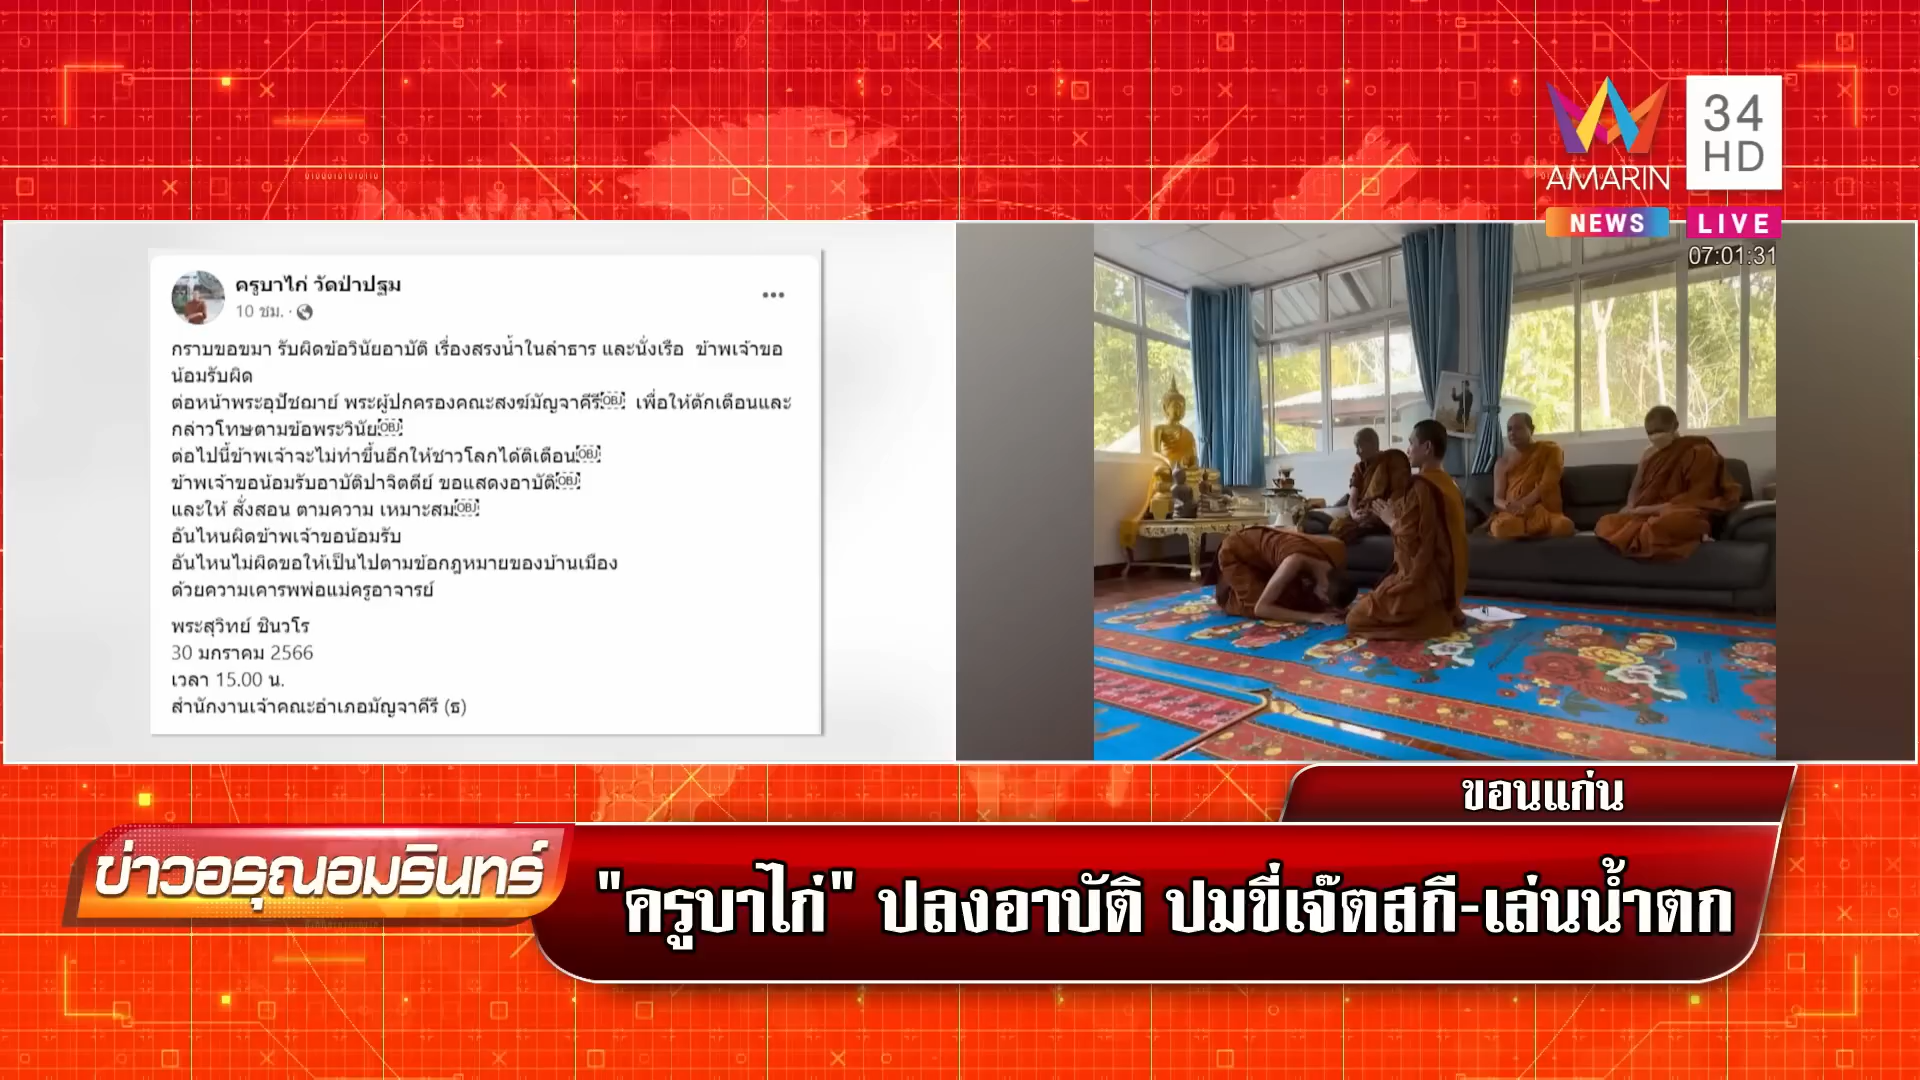 AMARIN
34
HD
NEWS
LIVE
07:01:31
ครูบาไก่ วัดป่าปฐม
10 ชม. ·
กราบขอขมา รับผิดข้อวินัยอาบัติ เรื่องสรงน้ำในลำธาร และนั่งเรือ ข้าพเจ้าขอ
น้อมรับผิด
ต่อหน้าพระอุปัชฌาย์ พระผู้ปกครองคณะสงฆ์มัญจาคีรี￼ เพื่อให้ตักเตือนและ
กล่าวโทษตามข้อพระวินัย￼
ต่อไปนี้ข้าพเจ้าจะไม่ทำขึ้นอีกให้ชาวโลกได้ติเตือน￼
ข้าพเจ้าขอน้อมรับอาบัติปาจิตตีย์ ขอแสดงอาบัติ￼
และให้ สั่งสอน ตามความ เหมาะสม￼
อันไหนผิดข้าพเจ้าขอน้อมรับ
อันไหนไม่ผิดขอให้เป็นไปตามข้อกฎหมายของบ้านเมือง
ด้วยความเคารพพ่อแม่ครูอาจารย์
พระสุวิทย์ ชินวโร
30 มกราคม 2566
เวลา 15.00 น.
สำนักงานเจ้าคณะอำเภอมัญจาคีรี (ธ)
ขอนแก่น
ข่าวอรุณอมรินทร์
"ครูบาไก่" ปลงอาบัติ ปมขี่เจ๊ตสกี-เล่นน้ำตก